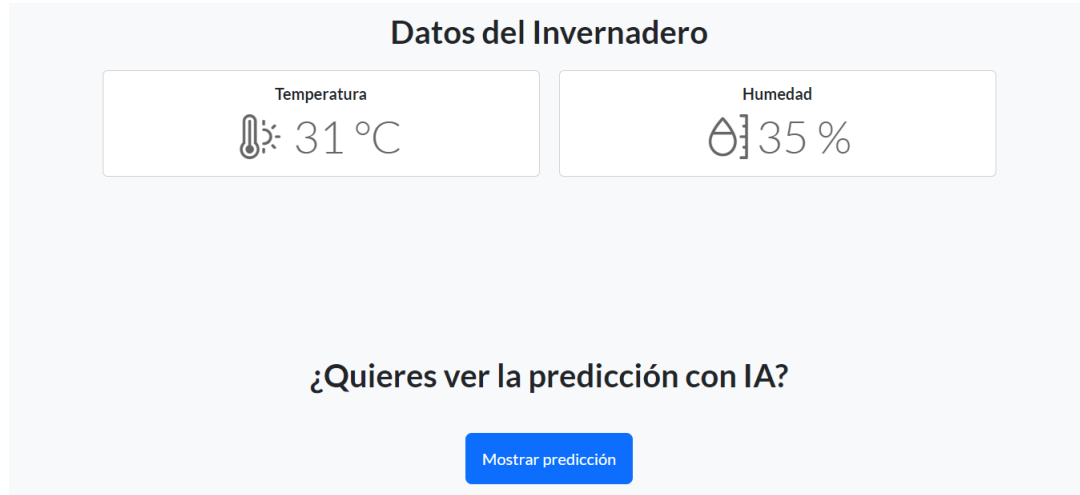 Datos del Invernadero
Temperatura
31 °C
Humedad
35 %
¿Quieres ver la predicción con IA?
Mostrar predicción